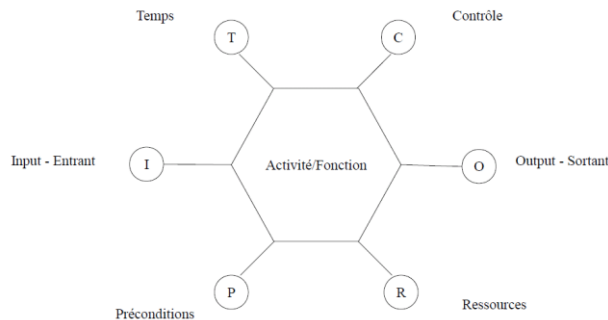 Temps
Contrôle
T
C
Input - Entrant
I
Activité/Fonction
O
Output - Sortant
P
R
Préconditions
Ressources